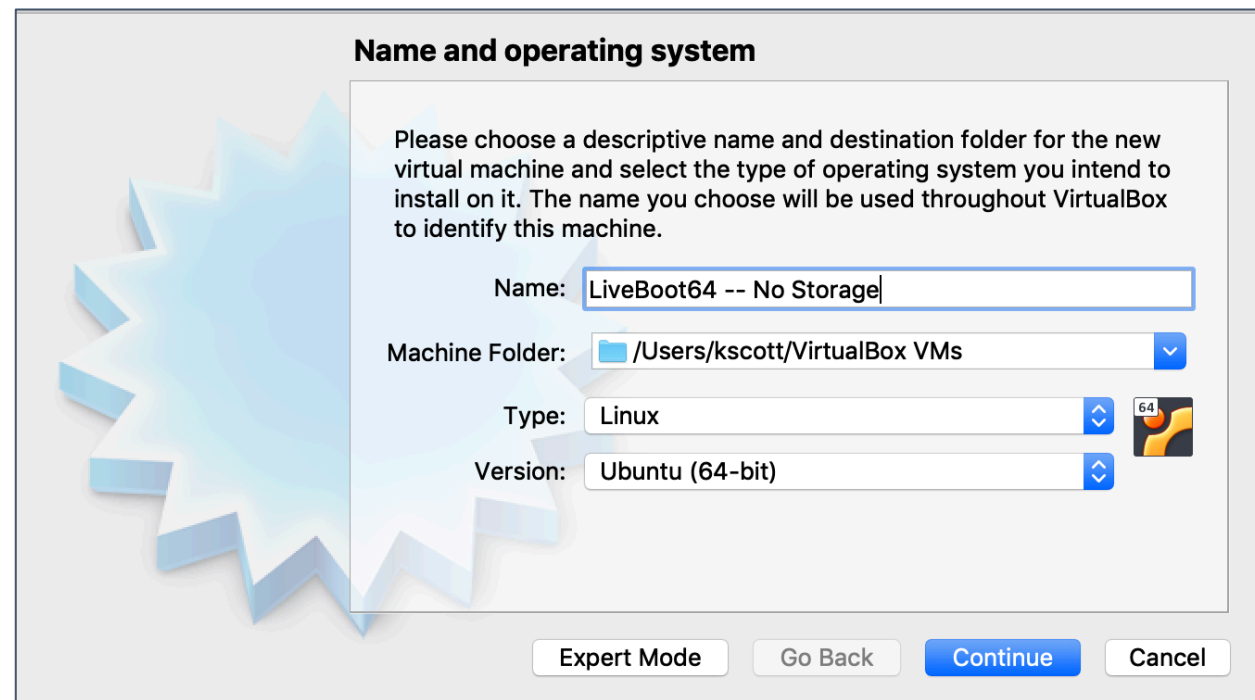 Name and operating system
Please choose a descriptive name and destination folder for the new
virtual machine and select the type of operating system you intend to
install on it. The name you choose will be used throughout VirtualBox
to identify this machine.
Name: LiveBoot64 -- No Storage
Machine Folder: /Users/kscott/VirtualBox VMs
Type: Linux
64
Version: Ubuntu (64-bit)
Expert Mode Go Back Continue Cancel